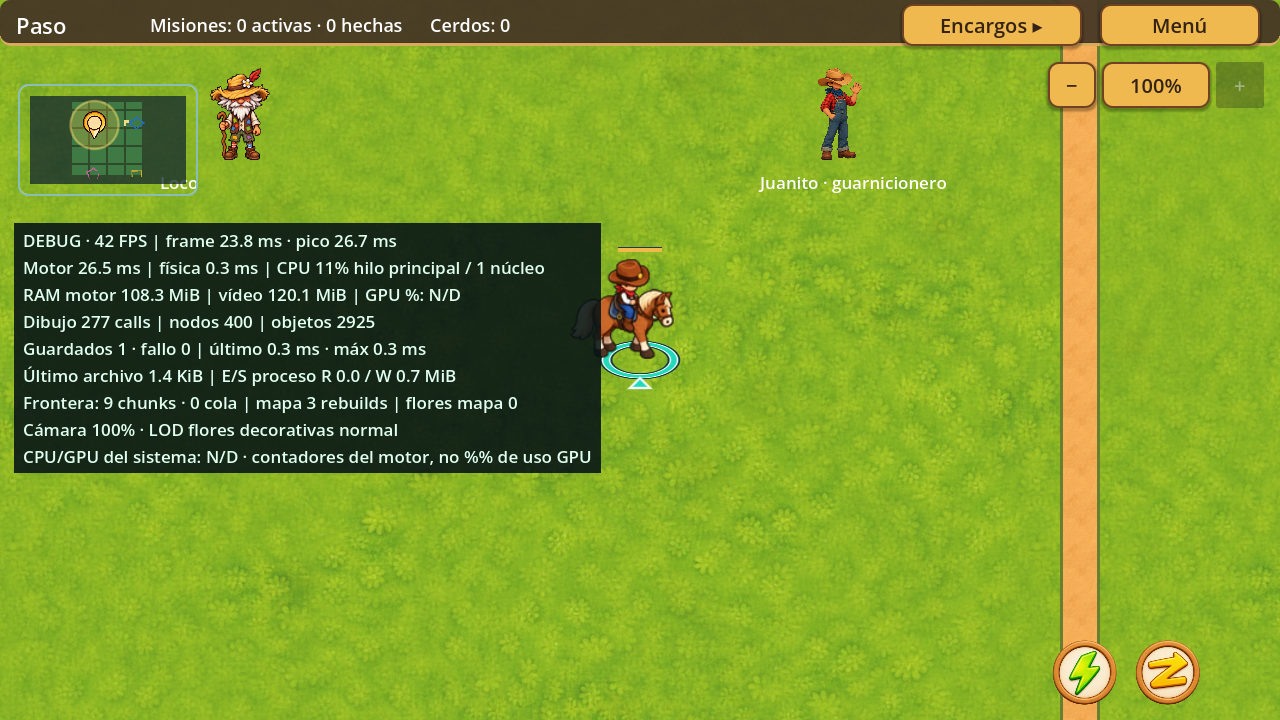 Paso
Misiones: 0 activas · 0 hechas
Cerdos: 0
Encargos ▸
Menú
−
100%
+
Loco
Juanito · guarnicionero
DEBUG · 42 FPS | frame 23.8 ms · pico 26.7 ms
Motor 26.5 ms | física 0.3 ms | CPU 11% hilo principal / 1 núcleo
RAM motor 108.3 MiB | vídeo 120.1 MiB | GPU %: N/D
Dibujo 277 calls | nodos 400 | objetos 2925
Guardados 1 · fallo 0 | último 0.3 ms · máx 0.3 ms
Último archivo 1.4 KiB | E/S proceso R 0.0 / W 0.7 MiB
Frontera: 9 chunks · 0 cola | mapa 3 rebuilds | flores mapa 0
Cámara 100% · LOD flores decorativas normal
CPU/GPU del sistema: N/D · contadores del motor, no %% de uso GPU